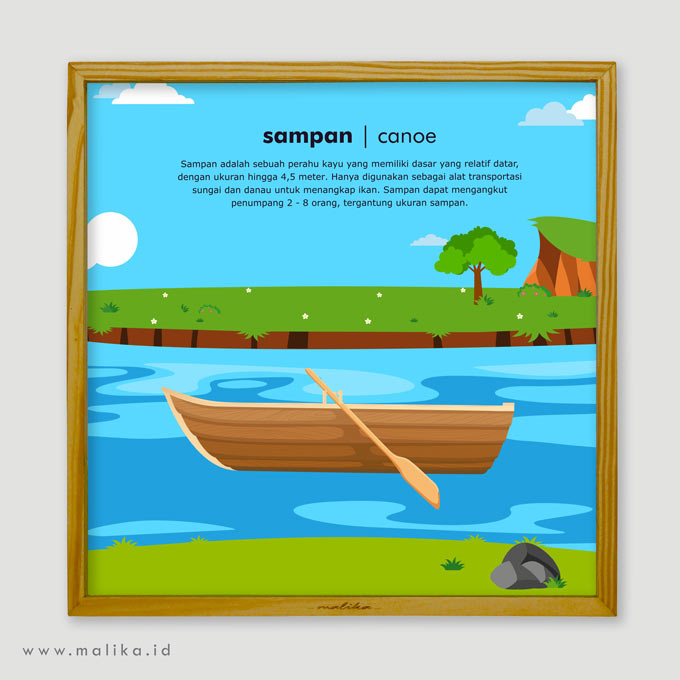 sampan | canoe
Sampan adalah sebuah perahu kayu yang memiliki dasar yang relatif datar,
dengan ukuran hingga 4,5 meter. Hanya digunakan sebagai alat transportasi
sungai dan danau untuk menangkap ikan. Sampan dapat mengangkut
penumpang 2 - 8 orang, tergantung ukuran sampan.
malika
www.malika.id